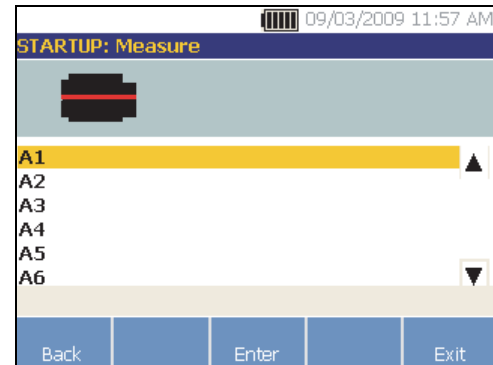 09/03/2009 11:57 AM
STARTUP: Measure
A1
A2
A3
A4
A5
A6
Back Enter Exit